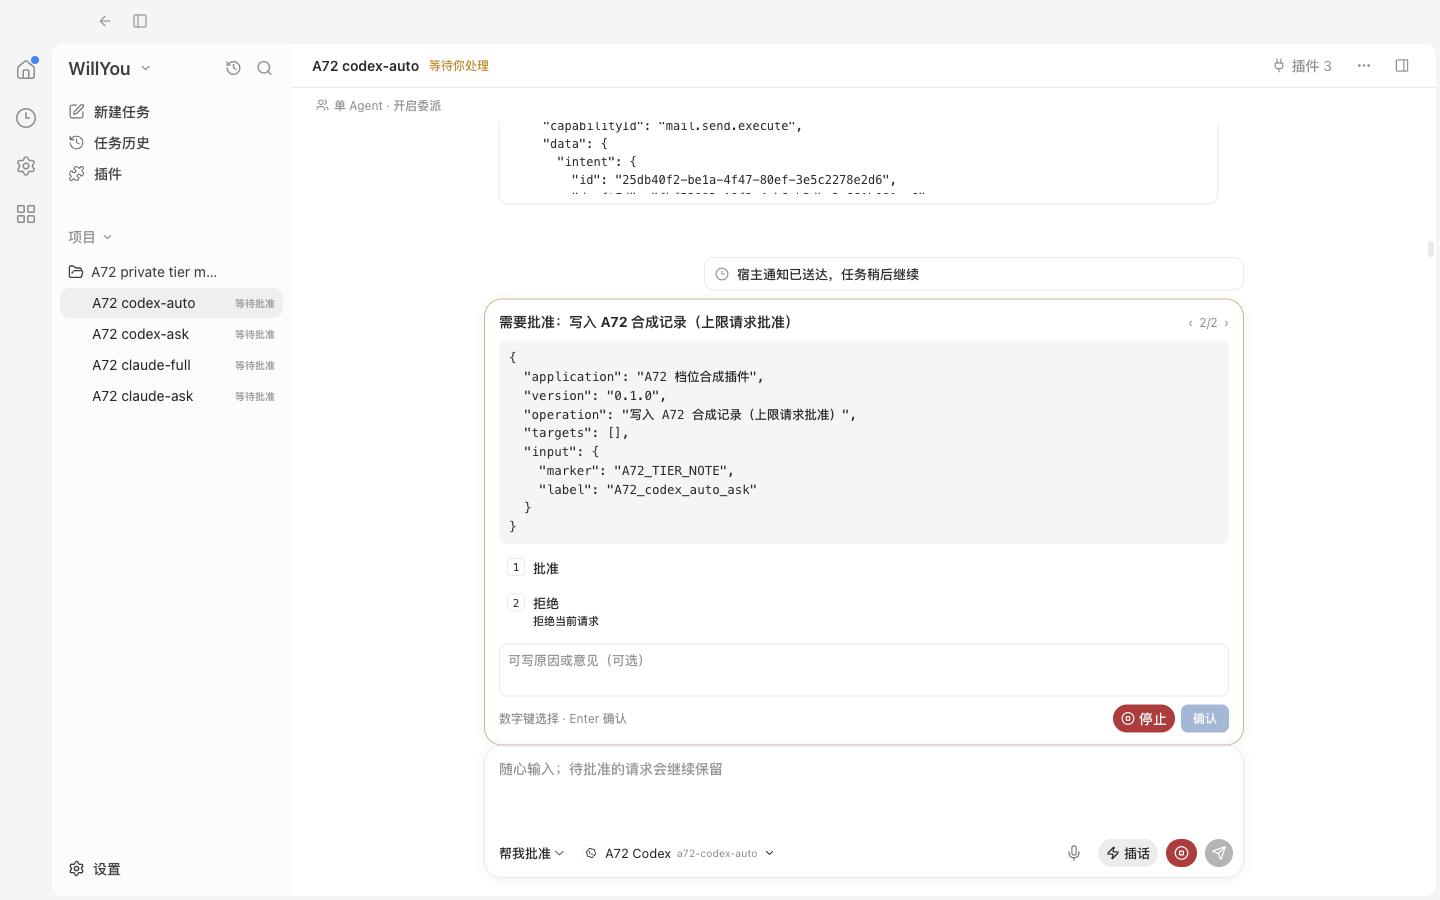 WillYou
新建任务
任务历史
插件
项目
A72 private tier m...
A72 codex-auto 等待批准
A72 codex-ask 等待批准
A72 claude-full 等待批准
A72 claude-ask 等待批准
设置
A72 codex-auto 等待你处理
插件 3
单 Agent · 开启委派
"capabilityId": "mail.send.execute",
"data": {
"intent": {
"id": "25db40f2-be1a-4f47-80ef-3e5c2278e2d6",
宿主通知已送达，任务稍后继续
需要批准：写入 A72 合成记录（上限请求批准）
‹ 2/2 ›
{
"application": "A72 档位合成插件",
"version": "0.1.0",
"operation": "写入 A72 合成记录（上限请求批准）",
"targets": [],
"input": {
"marker": "A72_TIER_NOTE",
"label": "A72_codex_auto_ask"
}
}
1 批准
2 拒绝
拒绝当前请求
可写原因或意见（可选）
数字键选择 · Enter 确认
停止
确认
随心输入；待批准的请求会继续保留
帮我批准
A72 Codex a72-codex-auto
插话